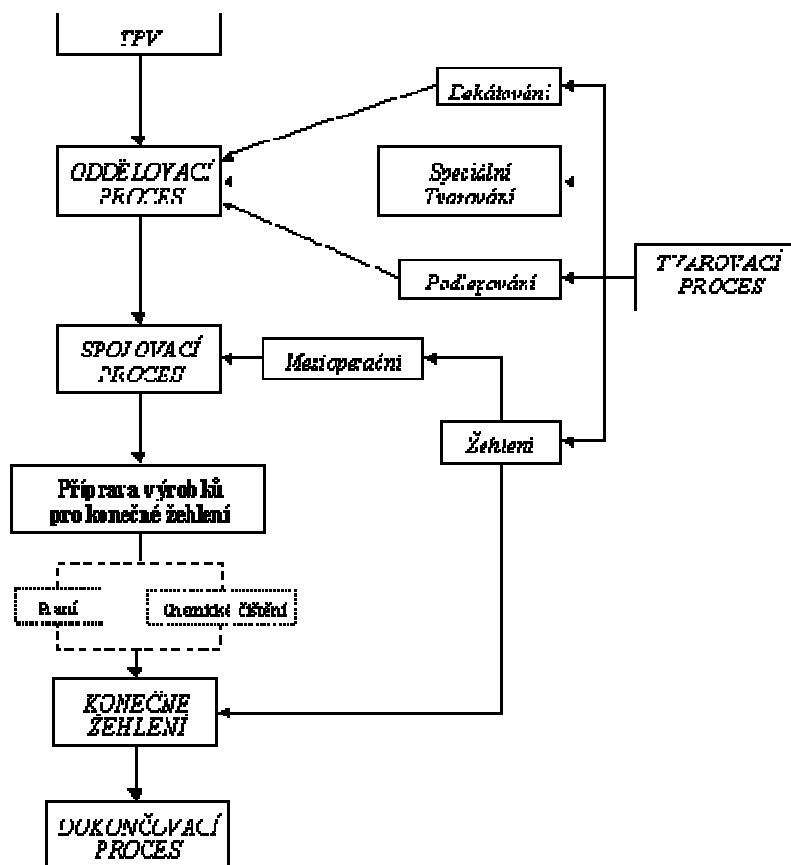 TPV
Dekátování
ODDĚLOVACÍ
PROCES
Speciální
Tvarování
Podlepování
TVAROVACÍ
PROCES
SPOJOVACÍ
PROCES
Mezioperační
Žehlení
Příprava výrobků
pro konečné žehlení
Praní
Chemické čištění
KONEČNÉ
ŽEHLENÍ
DOKONČOVACÍ
PROCES